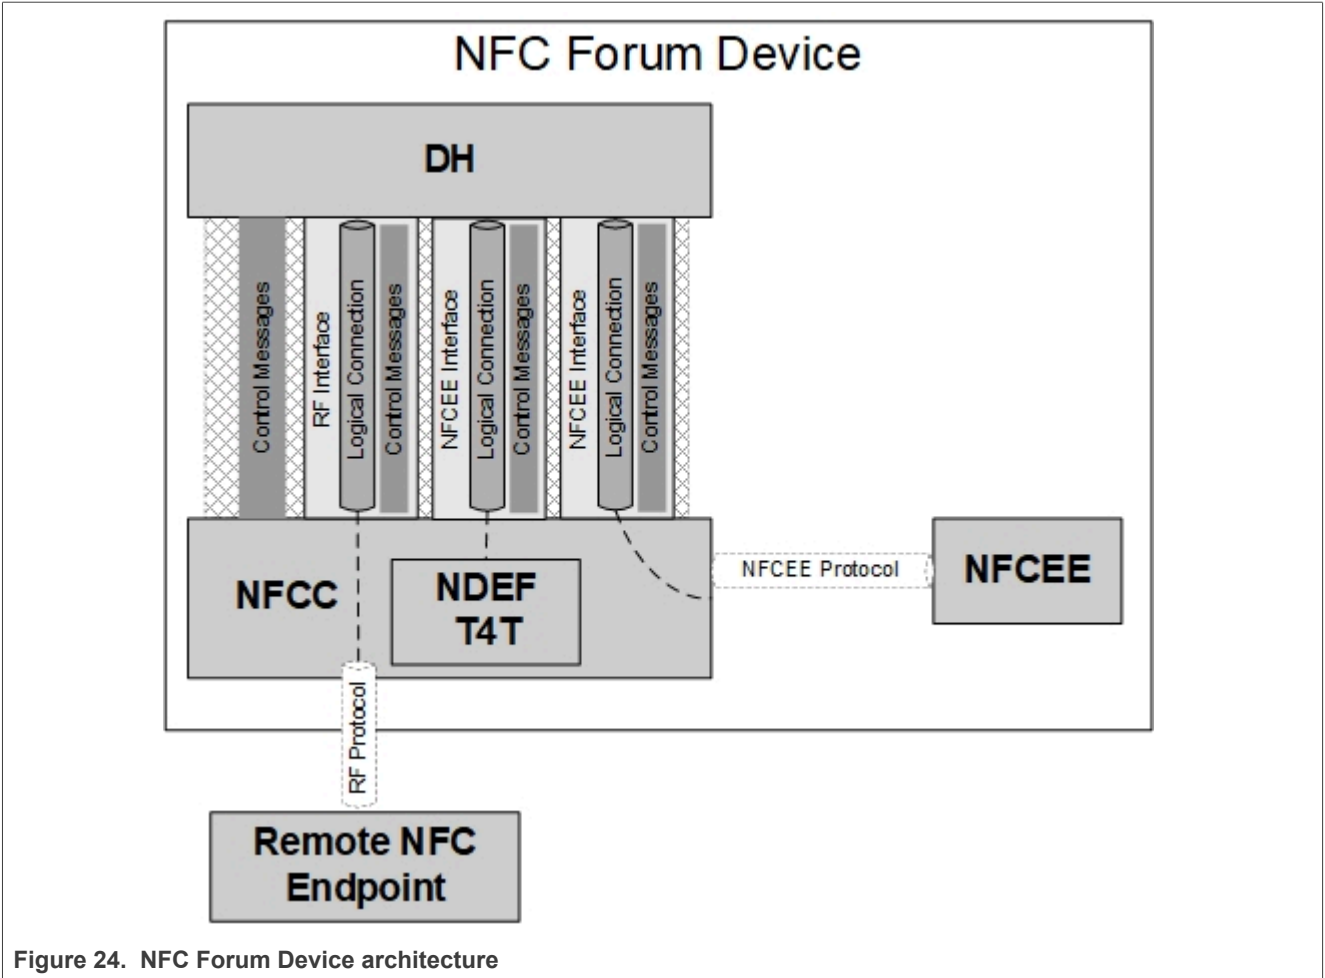 NFC Forum Device
DH
Control Messages
RF Interface
Logical Connection
Control Messages
NFCEE Interface
Logical Connection
Control Messages
NFCEE Interface
Logical Connection
Control Messages
NFCC
NDEF
T4T
NFCEE Protocol
NFCEE
RF Protocol
Remote NFC
Endpoint
Figure 24. NFC Forum Device architecture